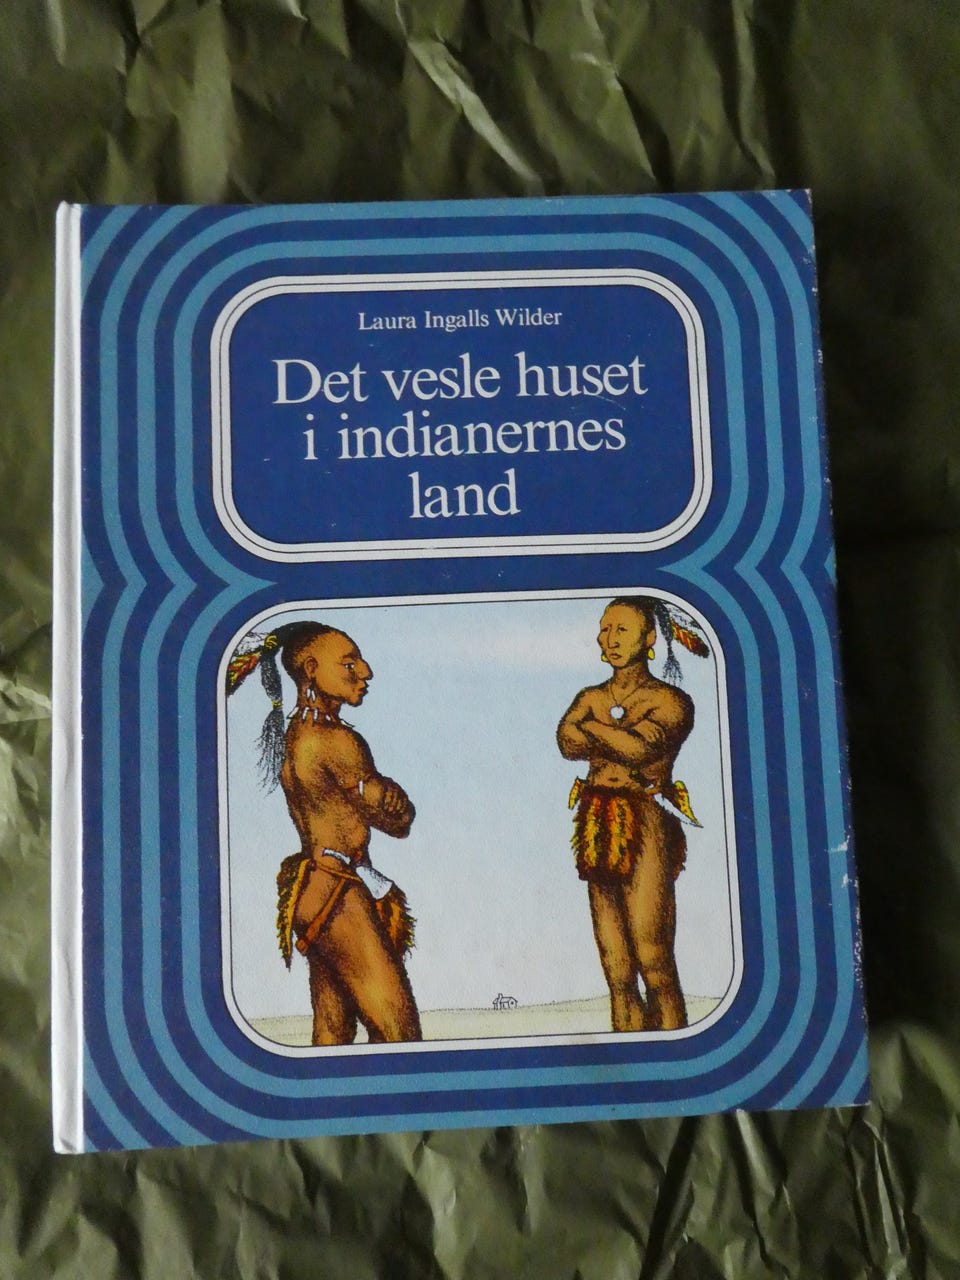 Laura Ingalls Wilder
Det vesle huset
i indianernes
land